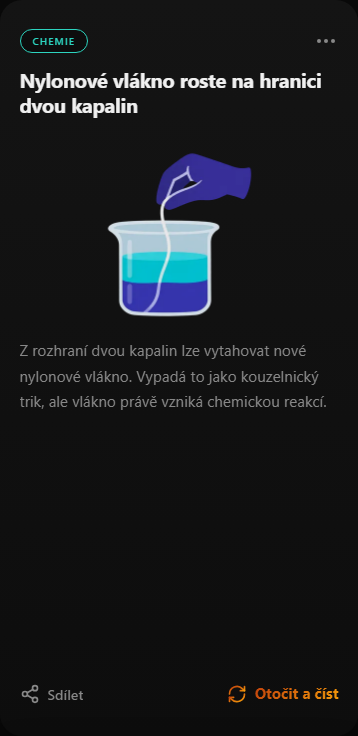 CHEMIE
Nylonové vlákno roste na hranici
dvou kapalin
Z rozhraní dvou kapalin lze vytahovat nové
nylonové vlákno. Vypadá to jako kouzelnický
trik, ale vlákno právě vzniká chemickou reakcí.
Sdílet
Otočit a číst